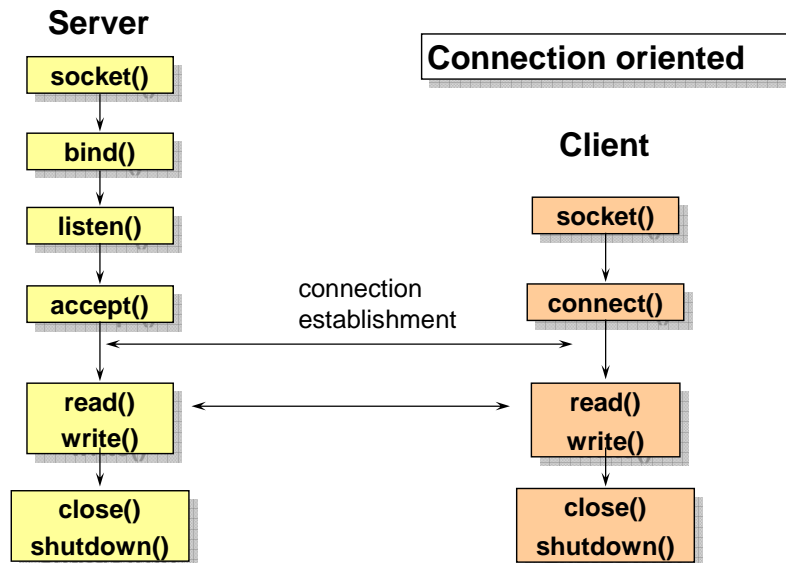 Server
Connection oriented
socket()
bind()
Client
listen()
socket()
accept()
connection
establishment
connect()
read()
write()
read()
write()
close()
shutdown()
close()
shutdown()